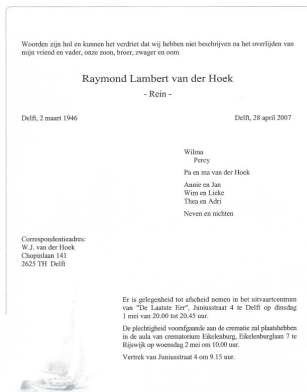 Woorden zijn hol en kunnen het verdriet dat wij hebben niet beschrijven na het overlijden van
mijn vriend en vader, onze zoon, broer, zwager en oom
Raymond Lambert van der Hoek
- Rein -
Delft, 2 maart 1946
Delft, 28 april 2007
Wilma
Percy
Pa en ma van der Hoek
Annie en Jan
Wim en Lieke
Thea en Adri
Neven en nichten
Correspondentieadres:
W.J. van der Hoek
Chopinlaan 141
2625 TH Delft
Er is gelegenheid tot afscheid nemen in het uitvaartcentrum
van "De Laatste Eer", Juniusstraat 4 te Delft op dinsdag
1 mei van 20.00 tot 20.45 uur.
De plechtigheid voorafgaande aan de crematie zal plaatshebben
in de aula van crematorium Eikelenburg, Eikelenburglaan 7 te
Rijswijk op woensdag 2 mei om 10.00 uur.
Vertrek van Juniusstraat 4 om 9.15 uur.